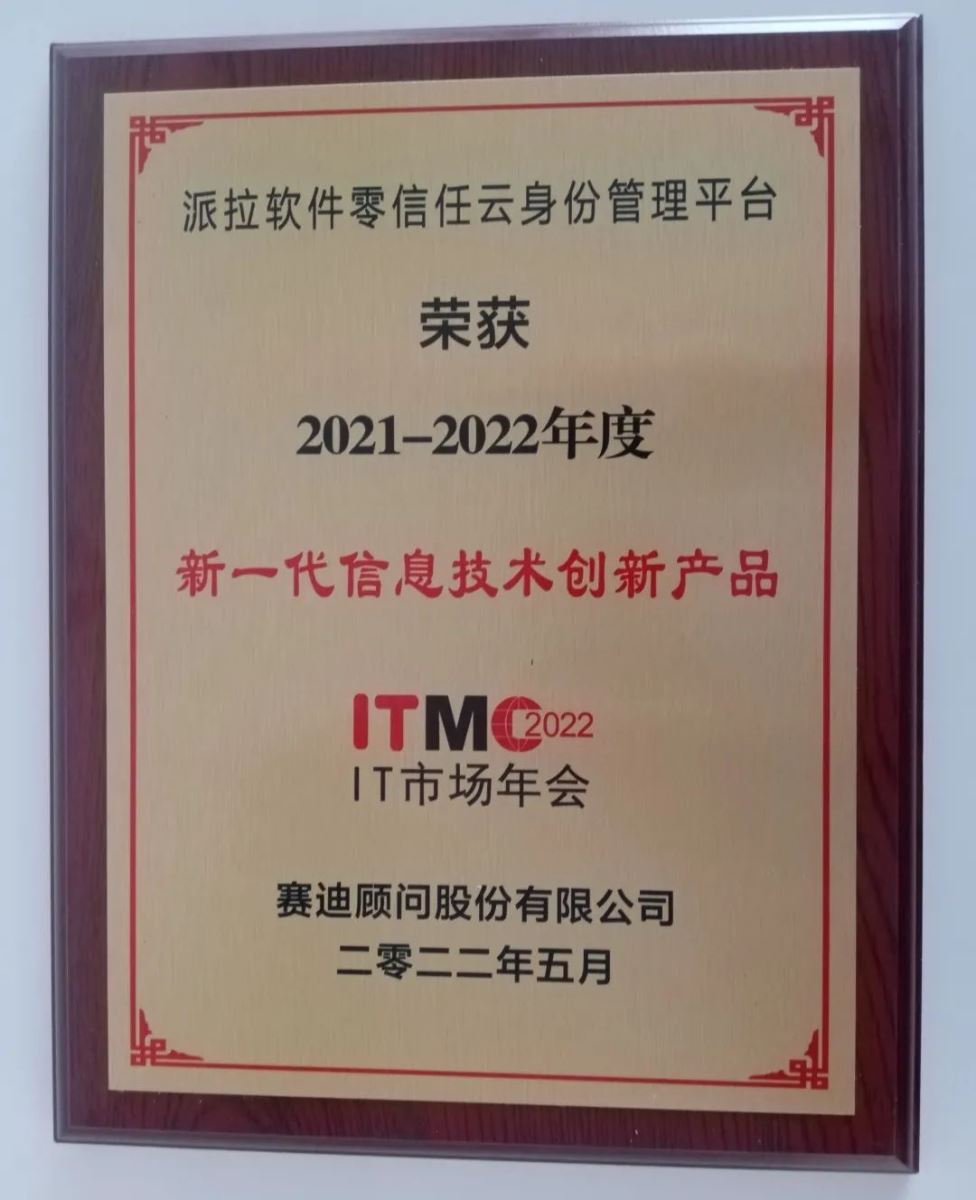 派拉软件零信任云身份管理平台
荣获
2021-2022年度
新一代信息技术创新产品
ITMC2022
IT市场年会
赛迪顾问股份有限公司
二零二二年五月